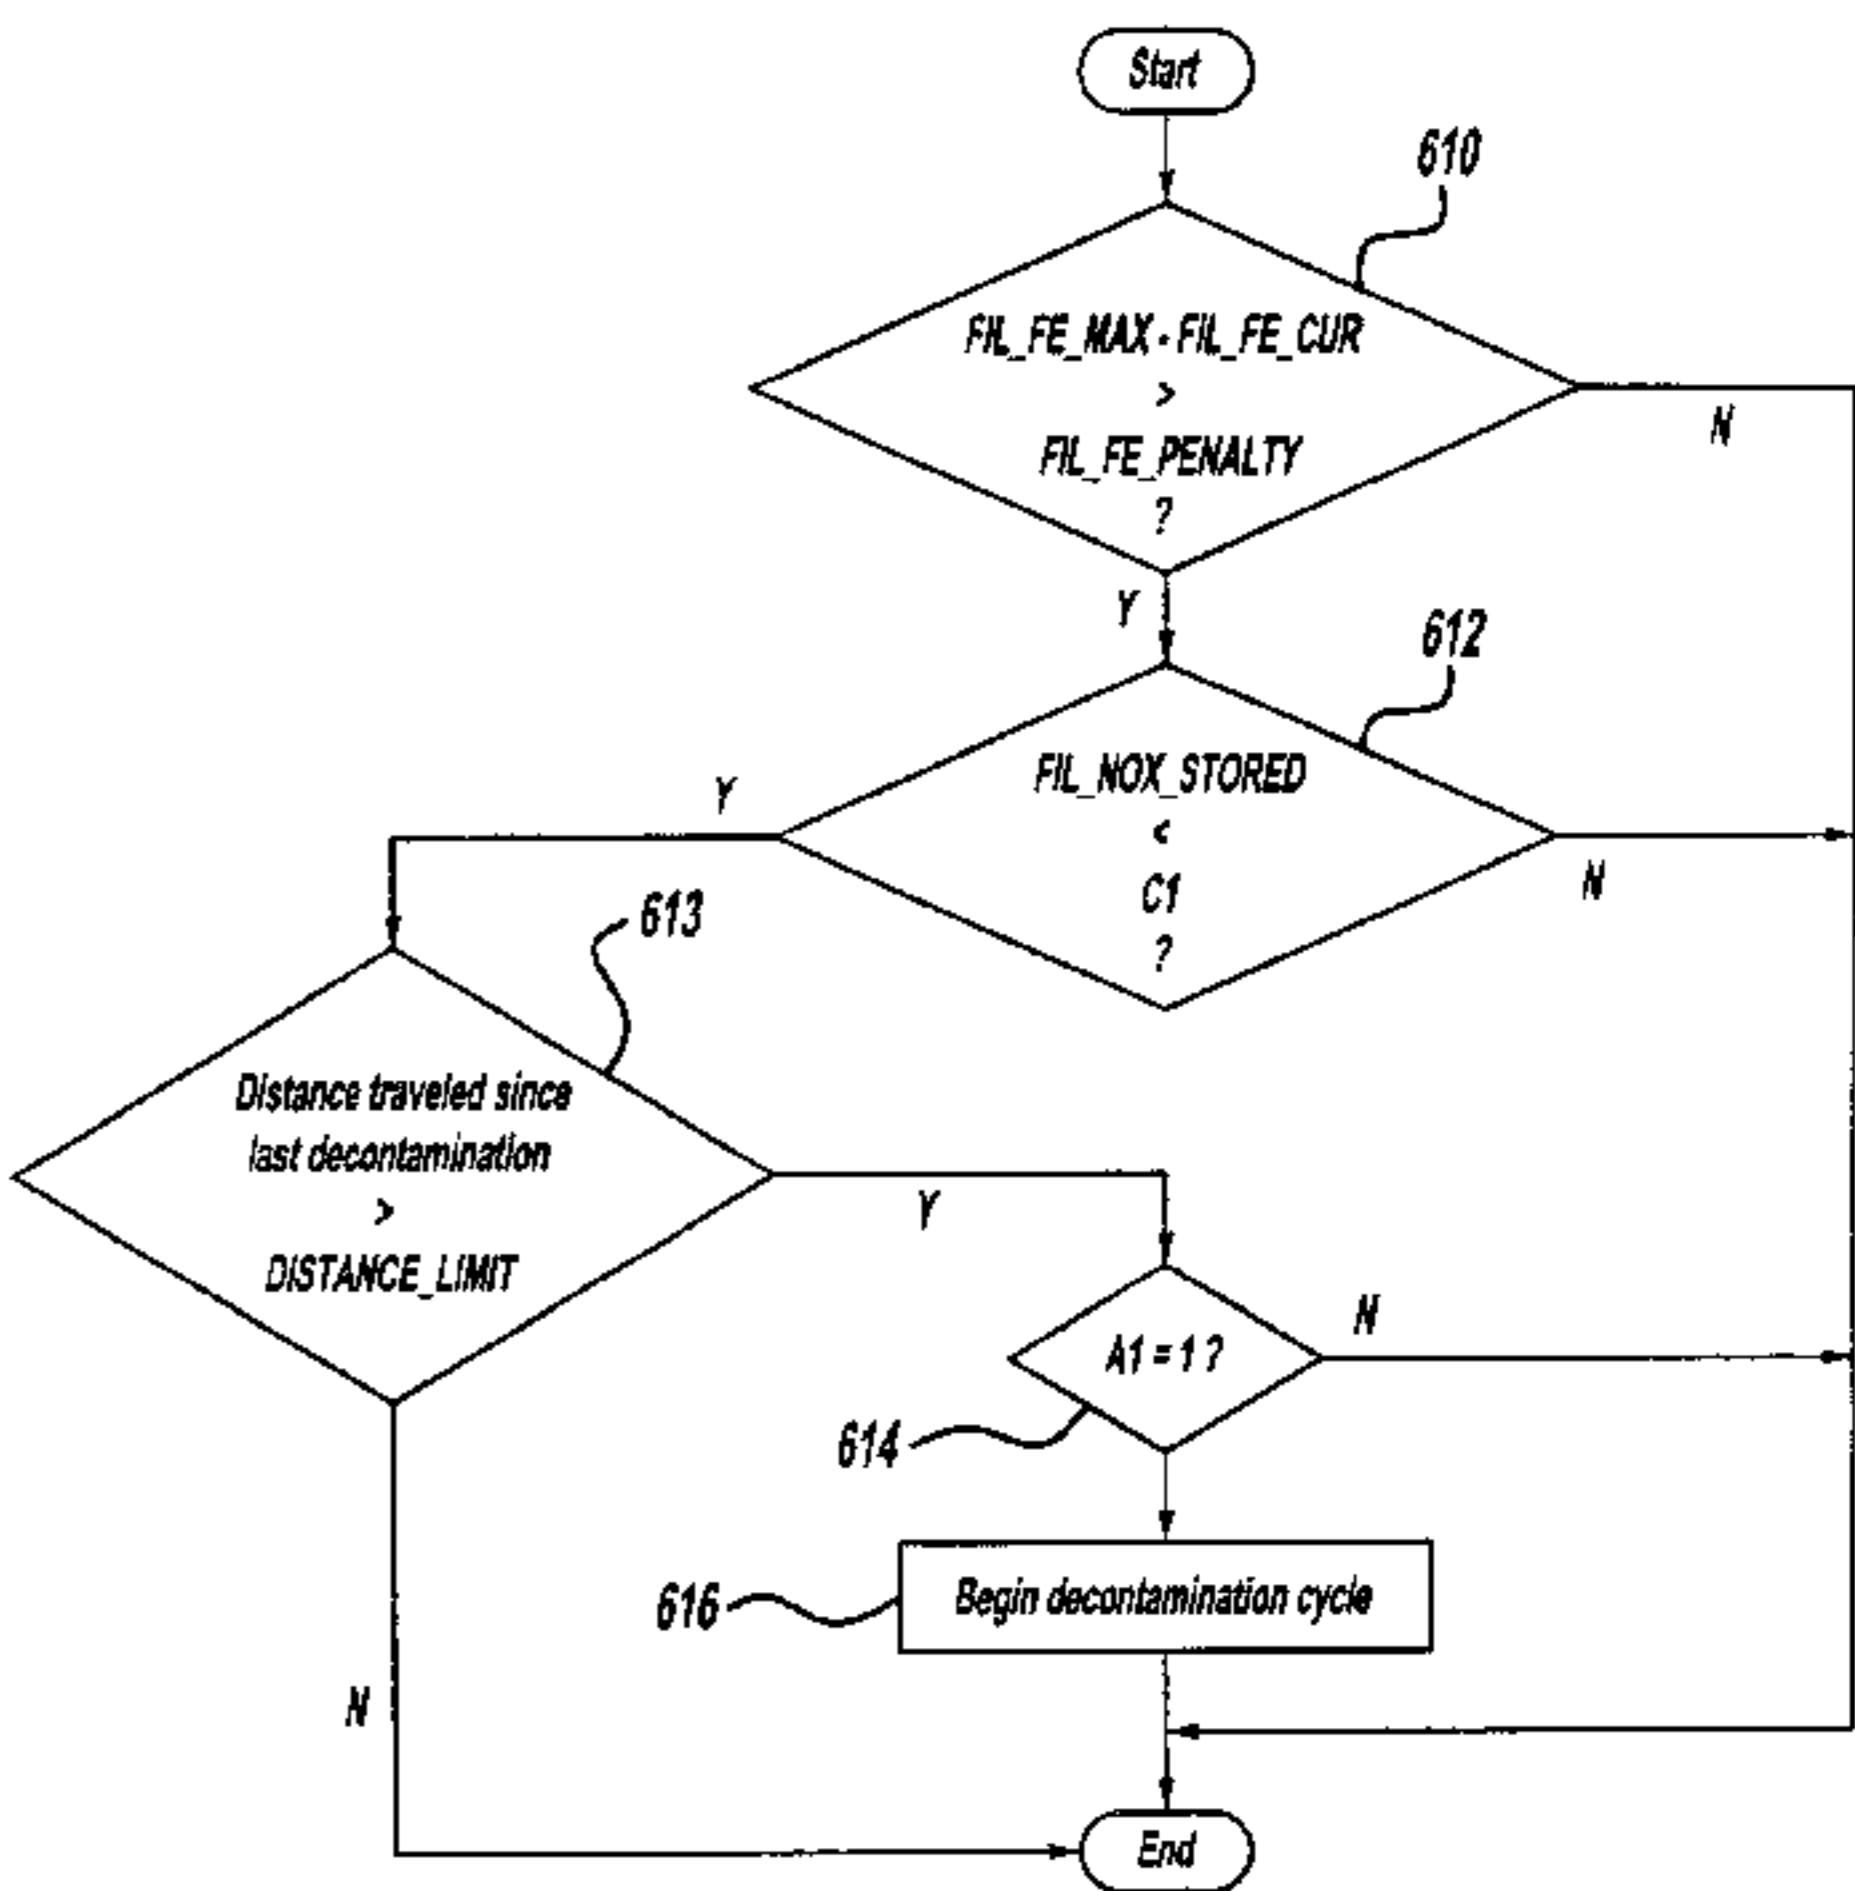 Start
610
FIL_FE_MAX - FIL_FE_CUR
>
FIL_FE_PENALTY
?
N
Y
612
FIL_NOX_STORED
<
C1
?
Y
N
613
Distance traveled since
last decontamination
>
DISTANCE_LIMIT
Y
N
A1 = 1 ?
614
616
Begin decontamination cycle
N
End